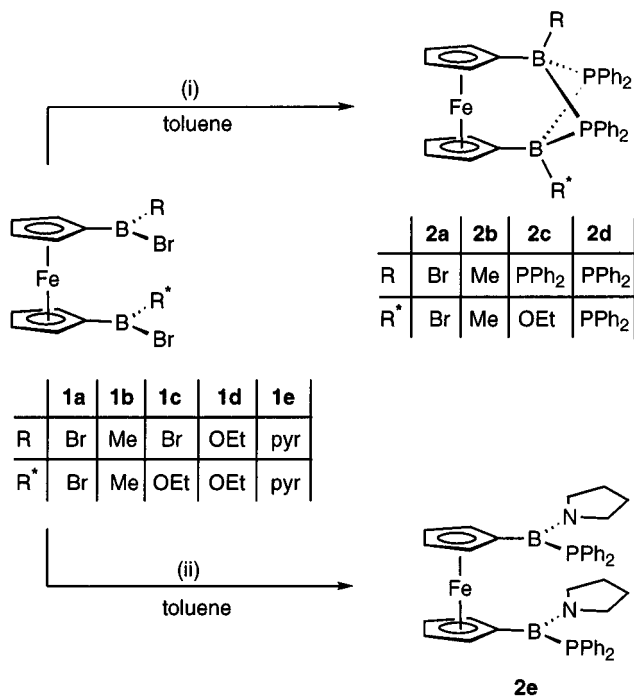 (i)
toluene
R
B
PPh2
Fe
PPh2
B
R*
R
B
Br
Fe
R*
B
Br
2a 2b 2c 2d
R Br Me PPh2 PPh2
R* Br Me OEt PPh2
1a 1b 1c 1d 1e
R Br Me Br OEt pyr
R* Br Me OEt OEt pyr
(ii)
toluene
N
B
PPh2
Fe
N
B
PPh2
2e